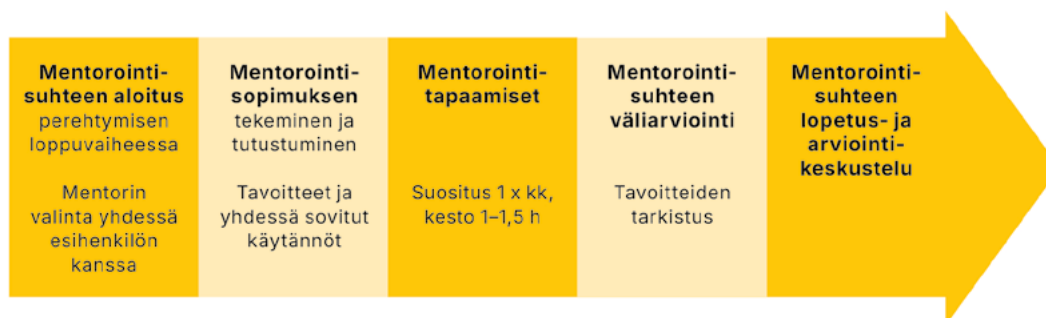 Mentorointi-
suhteen aloitus
perehtymisen
loppuvaiheessa
Mentorin
valinta yhdessä
esihenkilön
kanssa
Mentorointi-
sopimuksen
tekeminen ja
tutustuminen
Tavoitteet ja
yhdessä sovitut
käytännöt
Mentorointi-
tapaamiset
Suositus 1 x kk,
kesto 1–1,5 h
Mentorointi-
suhteen
väliarviointi
Tavoitteiden
tarkistus
Mentorointi-
suhteen
lopetus- ja
arviointi-
keskustelu